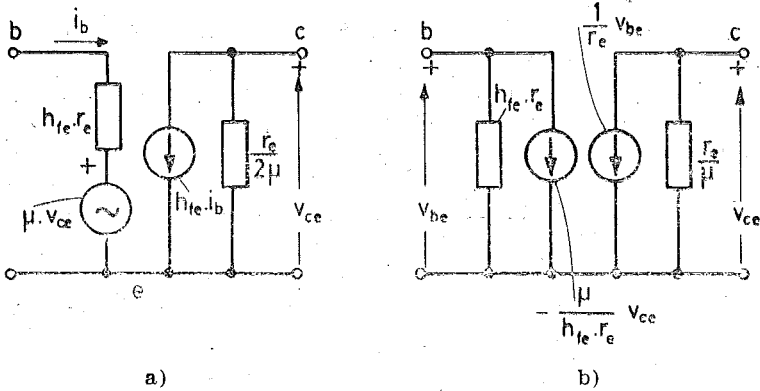 b
i_b
c
h_fe.r_e
+
+
μ.v_ce
h_fe.i_b
r_e/2μ
v_ce
e
a)
b
1/r_e v_be
c
+
+
h_fe.r_e
v_be
r_e/μ
v_ce
- μ/h_fe.r_e v_ce
b)